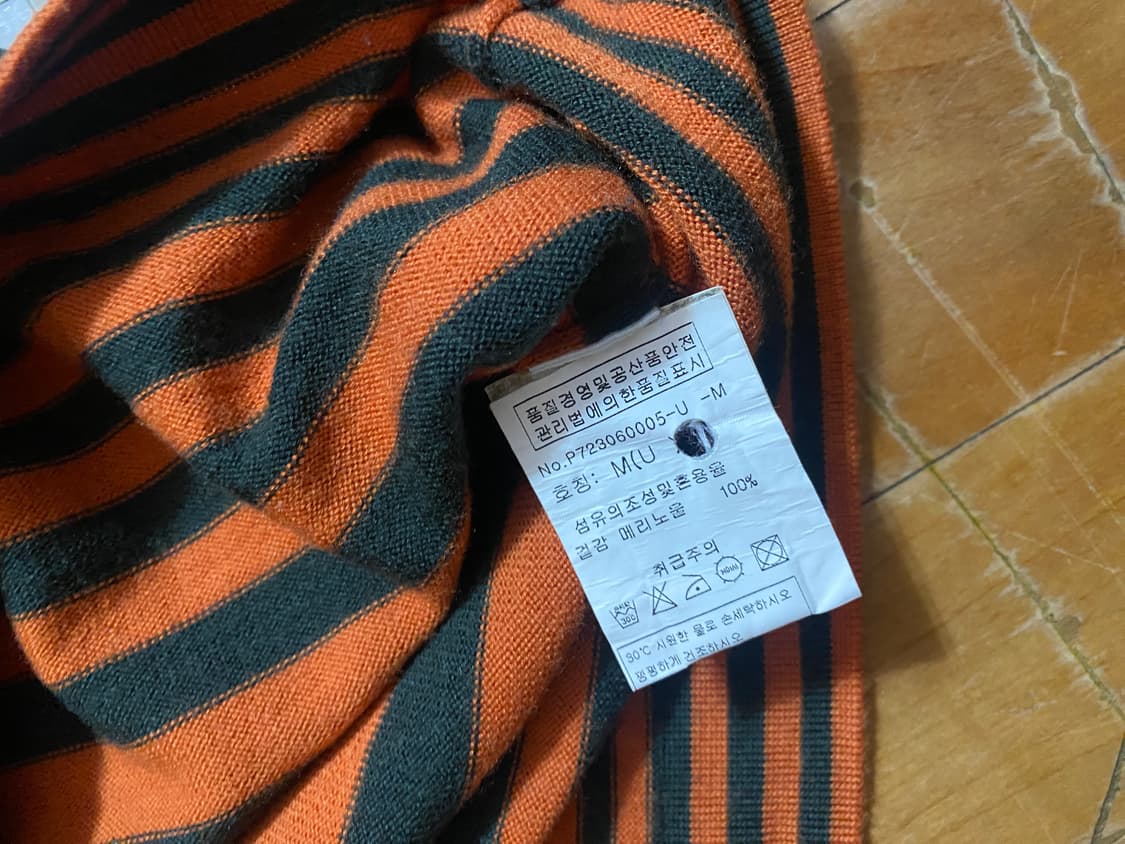 품질경영및공산품안전
관리법에의한품질표시
No.P723060005-U -M
호칭: M(U
섬유의조성및혼용율
겉감 메리노울 100%
취급주의
30℃ 시원한 물로 손세탁하시오
평평하게 건조하시오